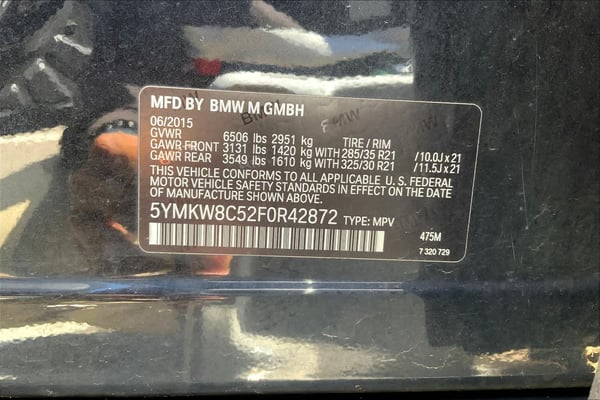 MFD BY BMW M GMBH
06/2015
GVWR 6506 lbs 2951 kg TIRE / RIM
GAWR FRONT 3131 lbs 1420 kg WITH 285/35 R21 / 10.0J x 21
GAWR REAR 3549 lbs 1610 kg WITH 325/30 R21 / 11.5J x 21
THIS VEHICLE CONFORMS TO ALL APPLICABLE U. S. FEDERAL
MOTOR VEHICLE SAFETY STANDARDS IN EFFECT ON THE DATE
OF MANUFACTURE SHOWN ABOVE.
5YMKW8C52F0R42872 TYPE: MPV
475M
7 320 729